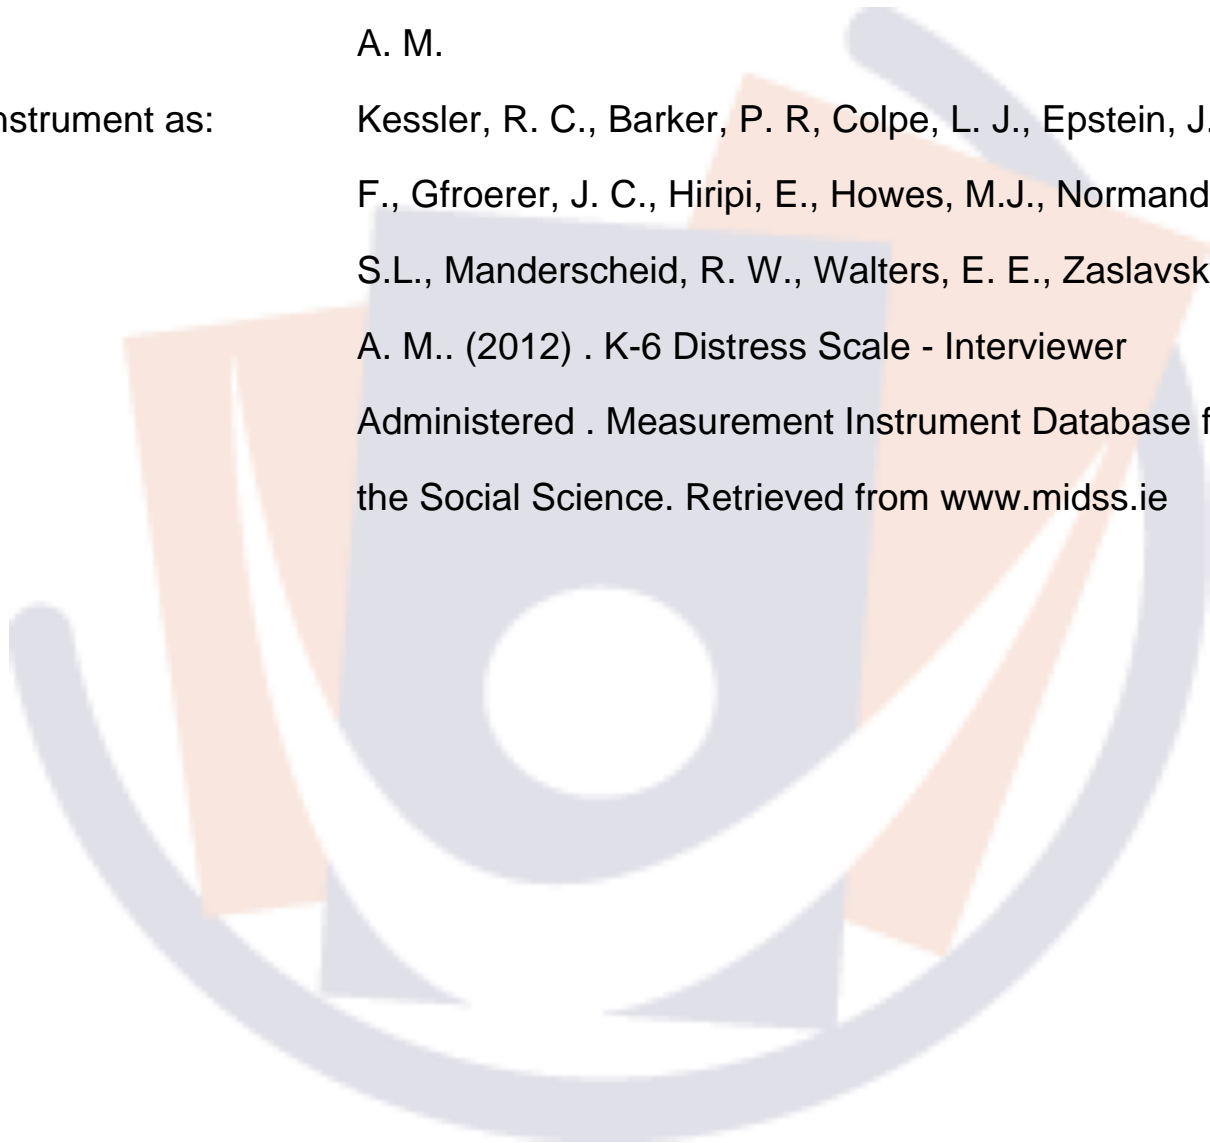 A. M.
nstrument as: Kessler, R. C., Barker, P. R, Colpe, L. J., Epstein, J.
F., Gfroerer, J. C., Hiripi, E., Howes, M.J., Normand
S.L., Manderscheid, R. W., Walters, E. E., Zaslavsk
A. M.. (2012) . K-6 Distress Scale - Interviewer
Administered . Measurement Instrument Database f
the Social Science. Retrieved from www.midss.ie